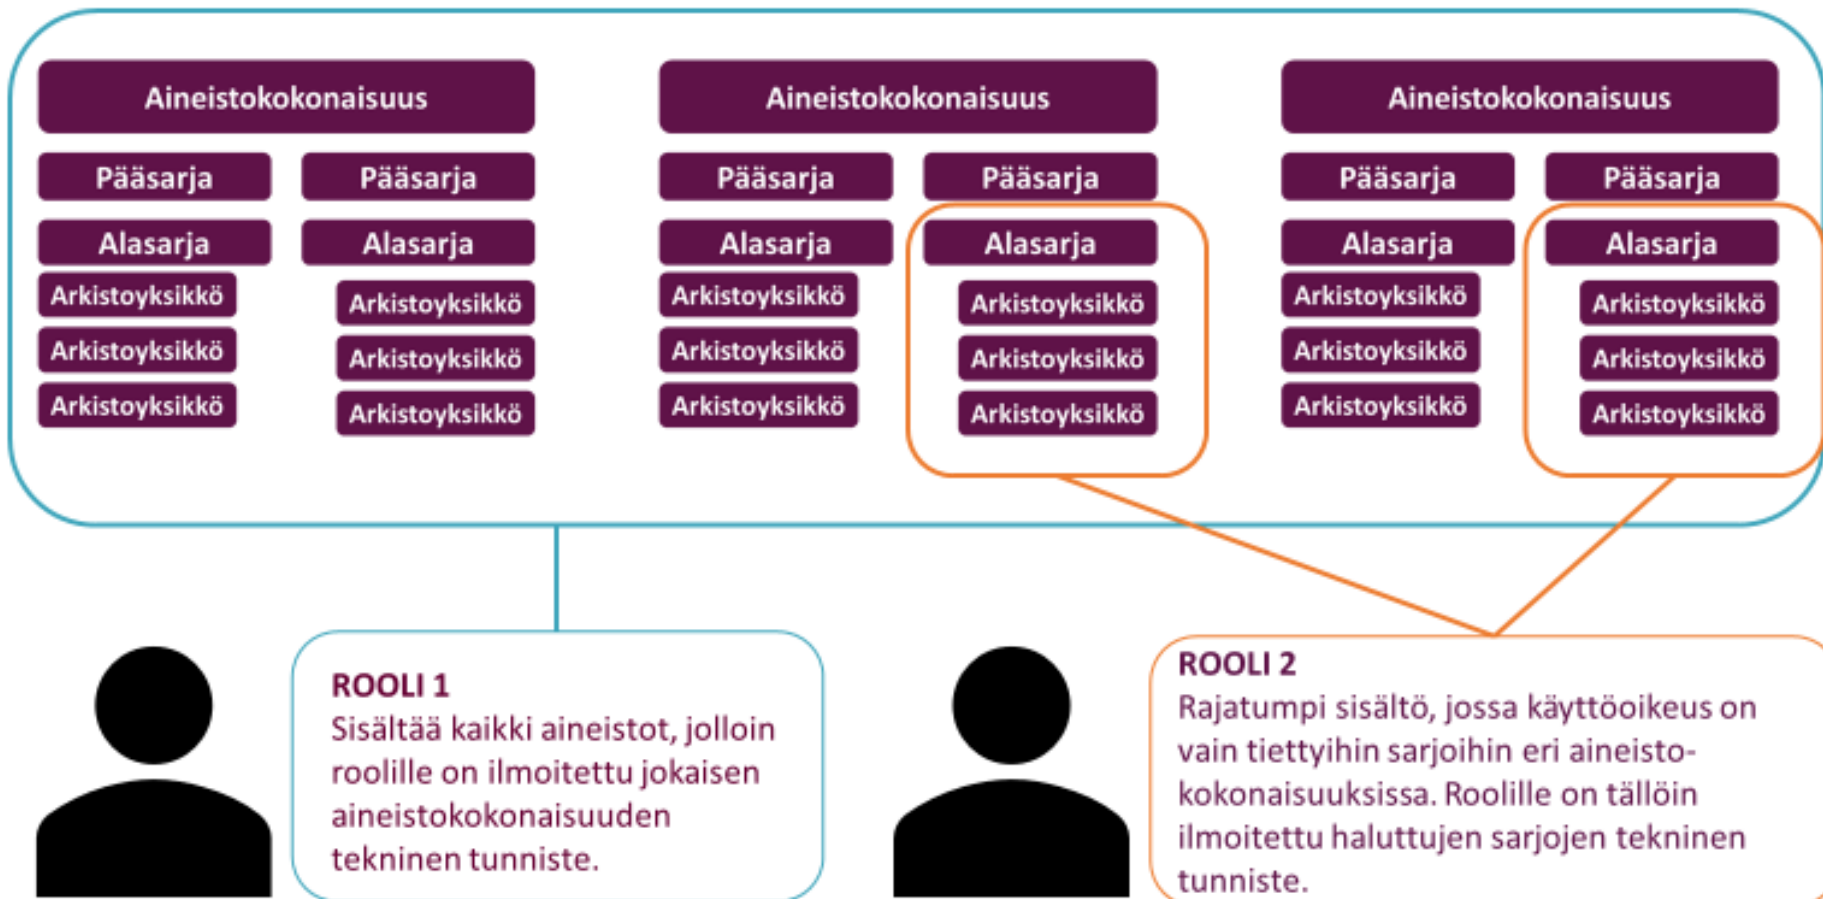 Aineistokokonaisuus
Pääsarja
Pääsarja
Alasarja
Alasarja
Arkistoyksikkö
Arkistoyksikkö
Arkistoyksikkö
Arkistoyksikkö
Arkistoyksikkö
Arkistoyksikkö
Aineistokokonaisuus
Pääsarja
Pääsarja
Alasarja
Alasarja
Arkistoyksikkö
Arkistoyksikkö
Arkistoyksikkö
Arkistoyksikkö
Arkistoyksikkö
Arkistoyksikkö
Aineistokokonaisuus
Pääsarja
Pääsarja
Alasarja
Alasarja
Arkistoyksikkö
Arkistoyksikkö
Arkistoyksikkö
Arkistoyksikkö
Arkistoyksikkö
Arkistoyksikkö
ROOLI 1
Sisältää kaikki aineistot, jolloin
roolille on ilmoitettu jokaisen
aineistokokonaisuuden
tekninen tunniste.
ROOLI 2
Rajatumpi sisältö, jossa käyttöoikeus on
vain tiettyihin sarjoihin eri aineisto-
kokonaisuuksissa. Roolille on tällöin
ilmoitettu haluttujen sarjojen tekninen
tunniste.